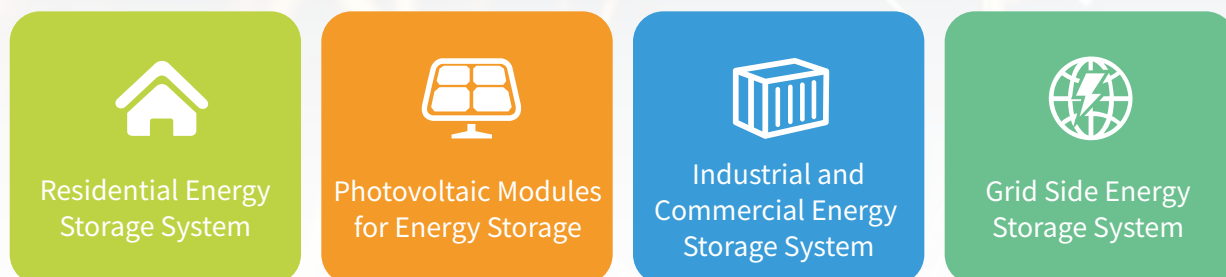 Residential Energy
Storage System
Photovoltaic Modules
for Energy Storage
Industrial and
Commercial Energy
Storage System
Grid Side Energy
Storage System